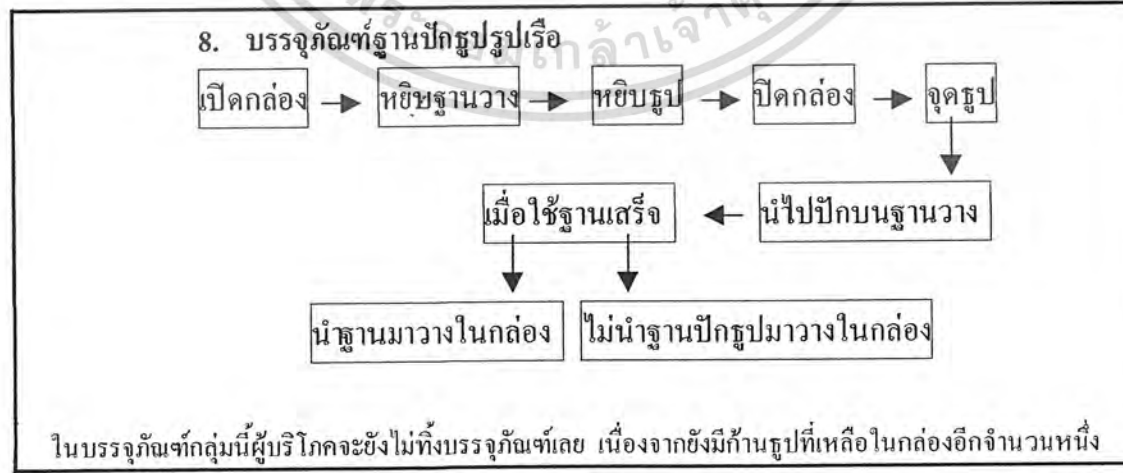 8. บรรจุภัณฑ์ฐานปักธูปรูปเรือ
เปิดกล่อง → หยิบฐานวาง → หยิบธูป → ปิดกล่อง → จุดธูป
เมื่อใช้ฐานเสร็จ ← นำไปปักบนฐานวาง
นำฐานมาวางในกล่อง ไม่นำฐานปักธูปมาวางในกล่อง
ในบรรจุภัณฑ์กลุ่มนี้ผู้บริโภคจะยังไม่ทิ้งบรรจุภัณฑ์เลย เนื่องจากยังมีก้านธูปที่เหลือในกล่องอีกจำนวนหนึ่ง